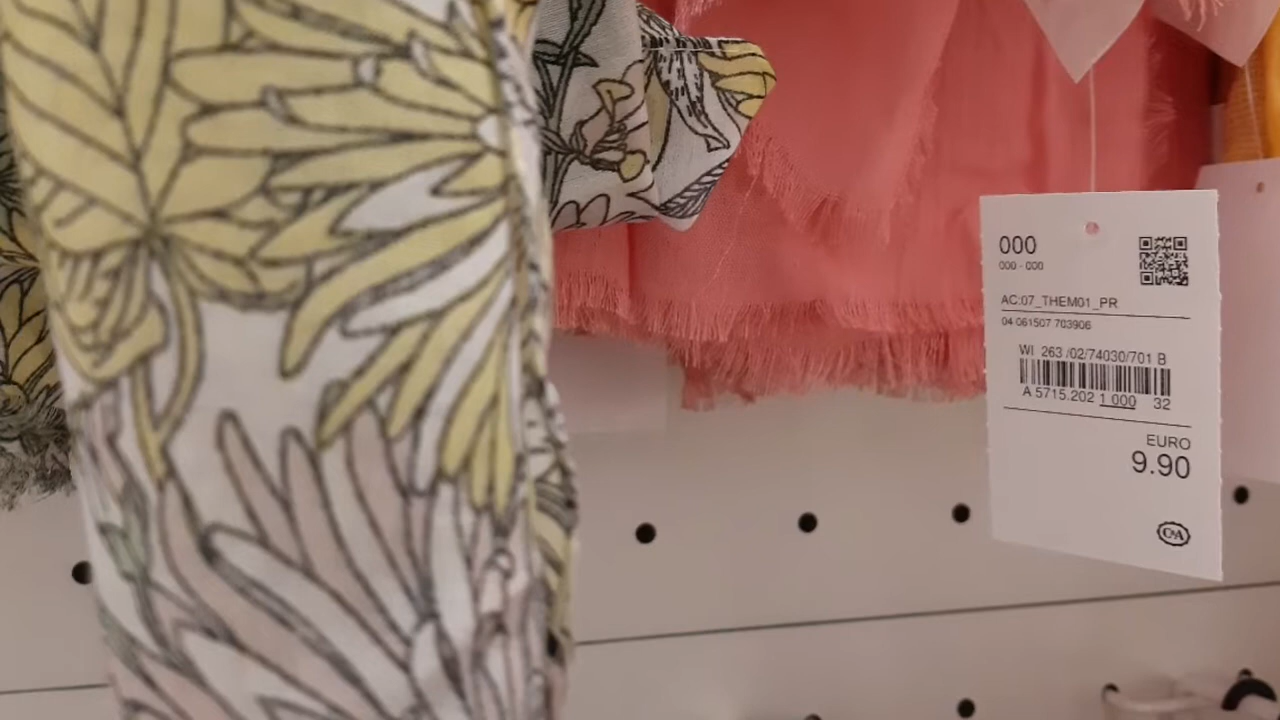 000
000 - 000
AC:07_THEM01_PR
04 061507 703906
WI 263 /02/74030/701 B
A 5715.202 1 000 32
EURO
9.90
C&A